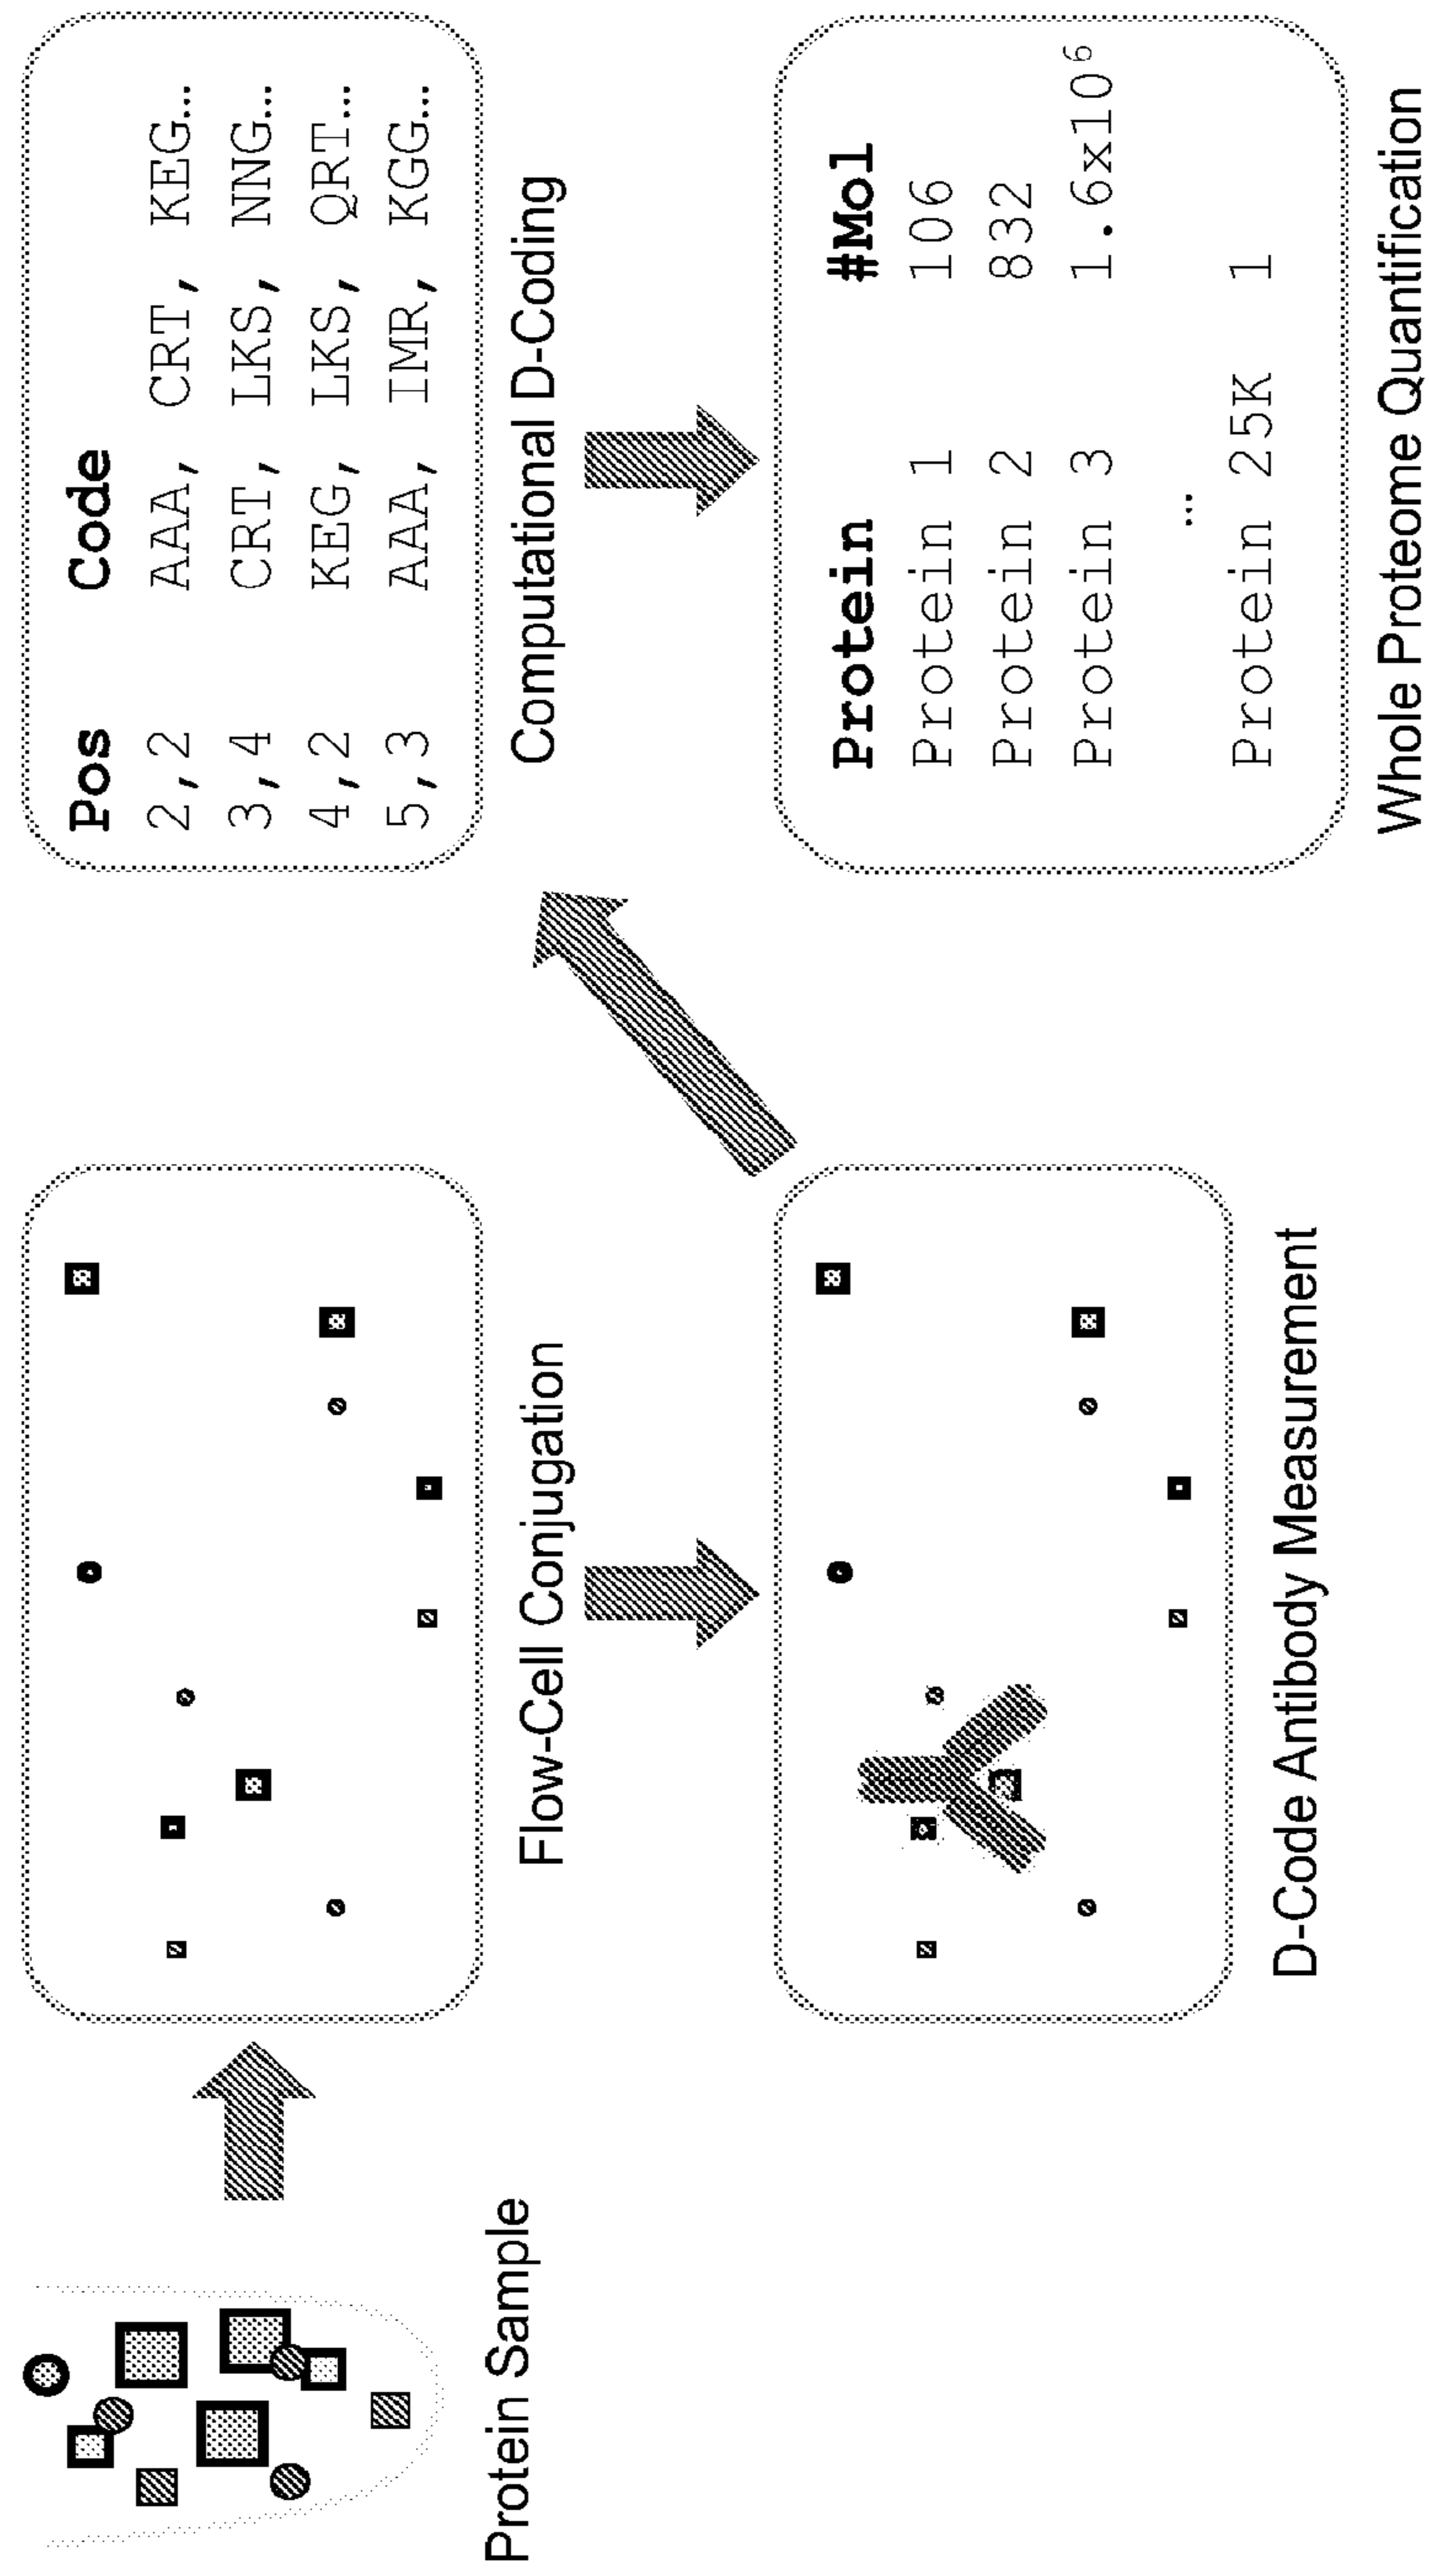 Protein Sample
Flow-Cell Conjugation
D-Code Antibody Measurement
Pos Code
2,2 AAA, CRT, KEG...
3,4 CRT, LKS, NNG...
4,2 KEG, LKS, QRT...
5,3 AAA, IMR, KGG...
Computational D-Coding
Protein #Mol
Protein 1 106
Protein 2 832
Protein 3 1.6x10⁶
...
Protein 25K 1
Whole Proteome Quantification